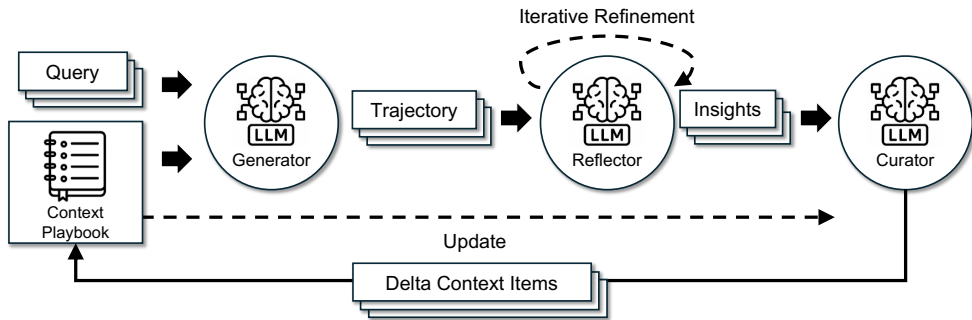 Iterative Refinement
Query
Trajectory
Insights
LLM
Generator
LLM
Reflector
LLM
Curator
Context
Playbook
Update
Delta Context Items